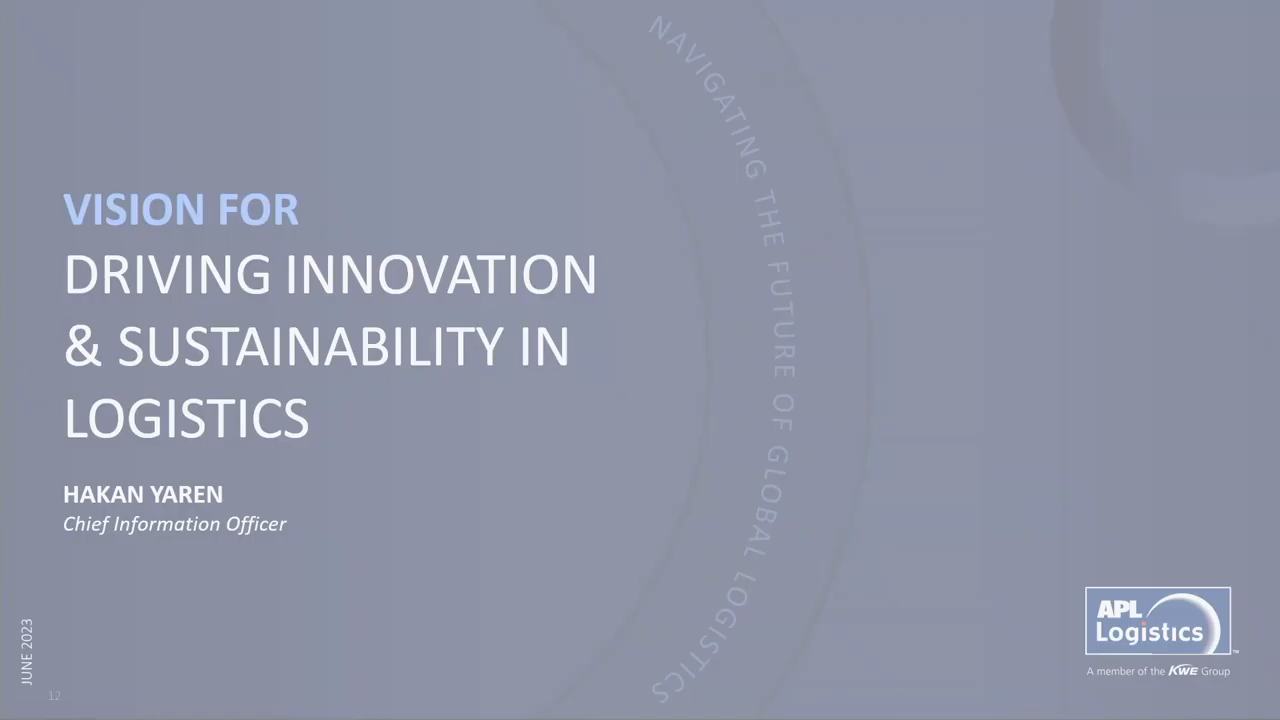 NAVIGATING THE FUTURE OF GLOBAL LOGISTICS
VISION FOR
DRIVING INNOVATION
& SUSTAINABILITY IN
LOGISTICS
HAKAN YAREN
Chief Information Officer
JUNE 2023
12
APL
Logistics
™
A member of the KWE Group